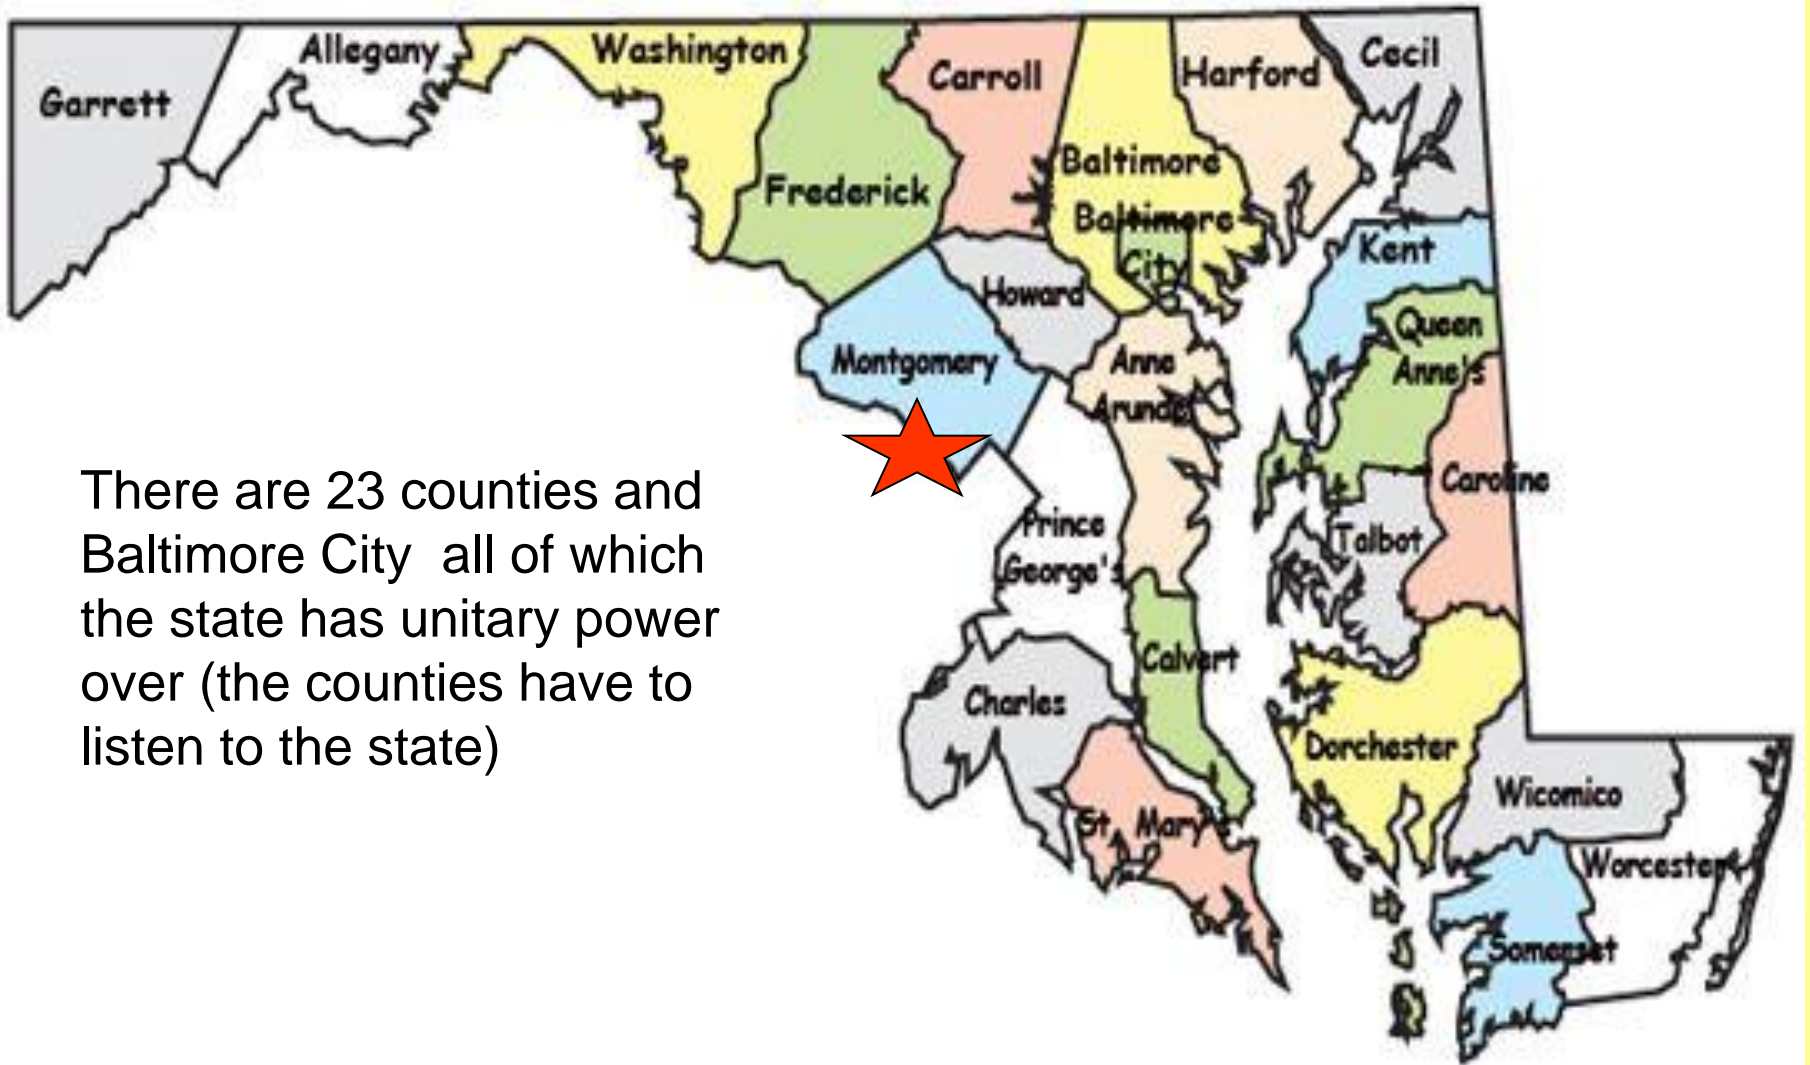 Garrett
Allegany
Washington
Frederick
Carroll
Baltimore
Baltimore
City
Harford
Cecil
Kent
Queen
Anne's
Howard
Montgomery
Anne
Arundel
Prince
George's
Caroline
Talbot
Calvert
Charles
St. Mary's
Dorchester
Wicomico
Worcester
Somerset
There are 23 counties and
Baltimore City  all of which
the state has unitary power
over (the counties have to
listen to the state)